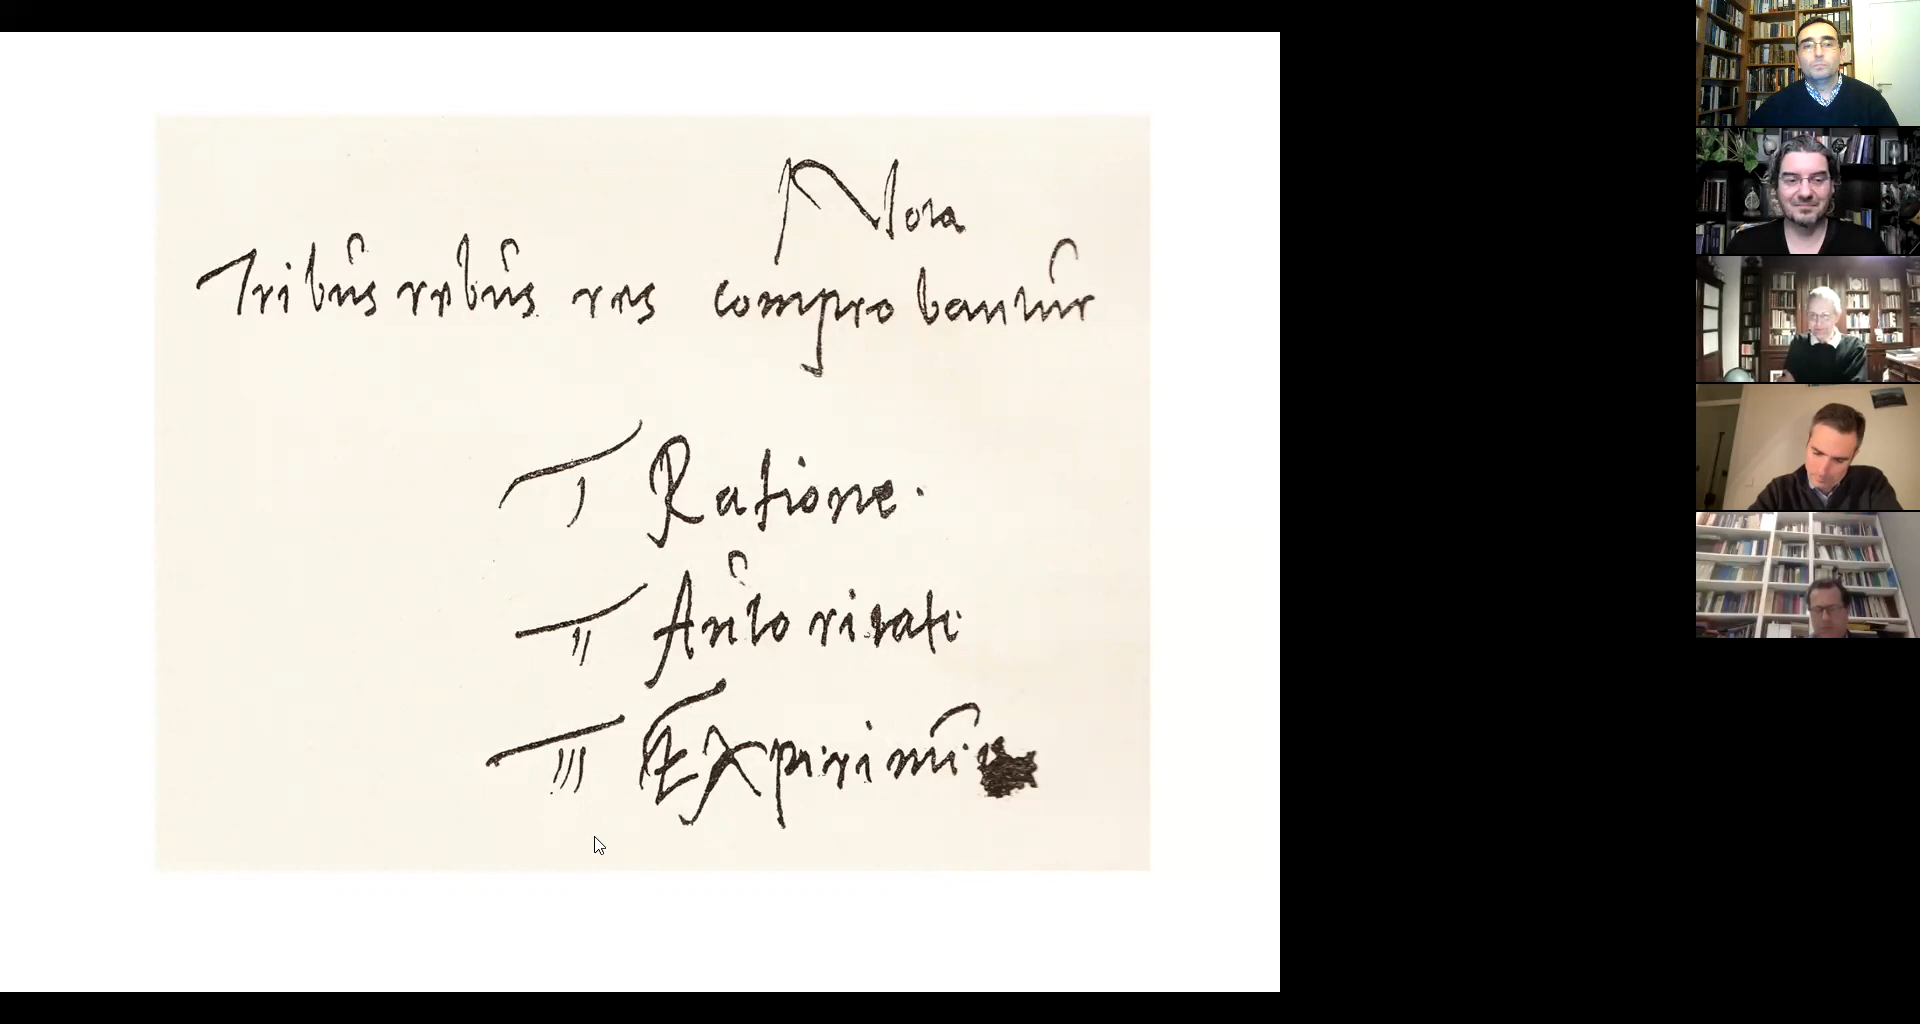 Nota
Tribus rebus res comprobantur
I Ratione.
II Autoritate
III